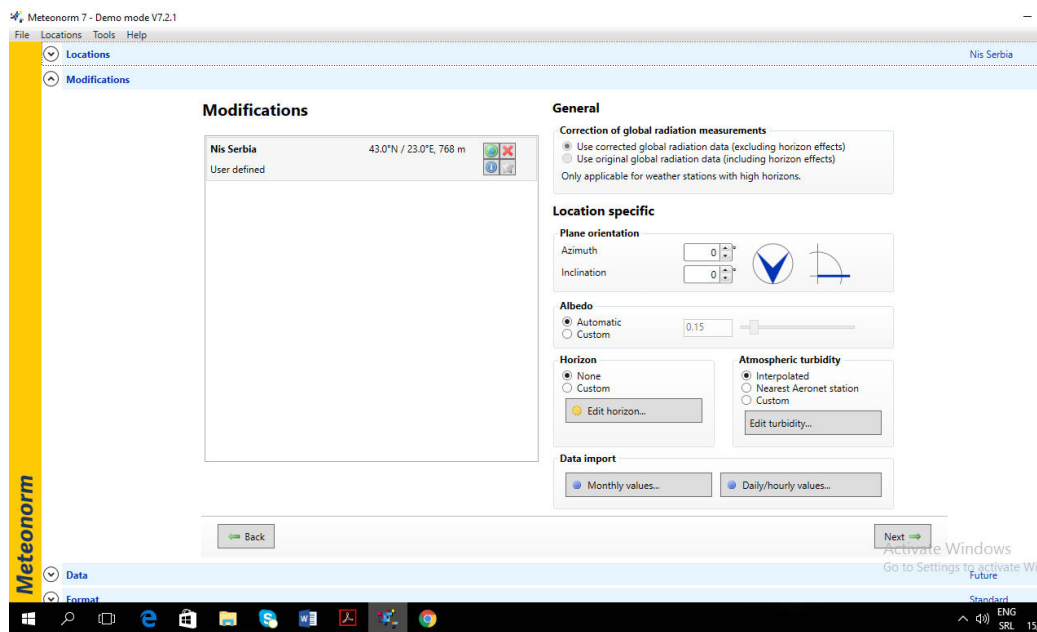 Meteonorm 7 - Demo mode V7.2.1
File Locations Tools Help
Locations Nis Serbia
Modifications
Modifications
Nis Serbia 43.0°N / 23.0°E, 768 m
User defined
General
Correction of global radiation measurements
Use corrected global radiation data (excluding horizon effects)
Use original global radiation data (including horizon effects)
Only applicable for weather stations with high horizons.
Location specific
Plane orientation
Azimuth 0 °
Inclination 0 °
Albedo
Automatic 0.15
Custom
Horizon
None
Custom
Edit horizon...
Atmospheric turbidity
Interpolated
Nearest Aeronet station
Custom
Edit turbidity...
Data import
Monthly values... Daily/hourly values...
Back Next
Activate Windows
Go to Settings to activate Wi
Data Future
Format Standard
Meteonorm
ENG
SRL 15